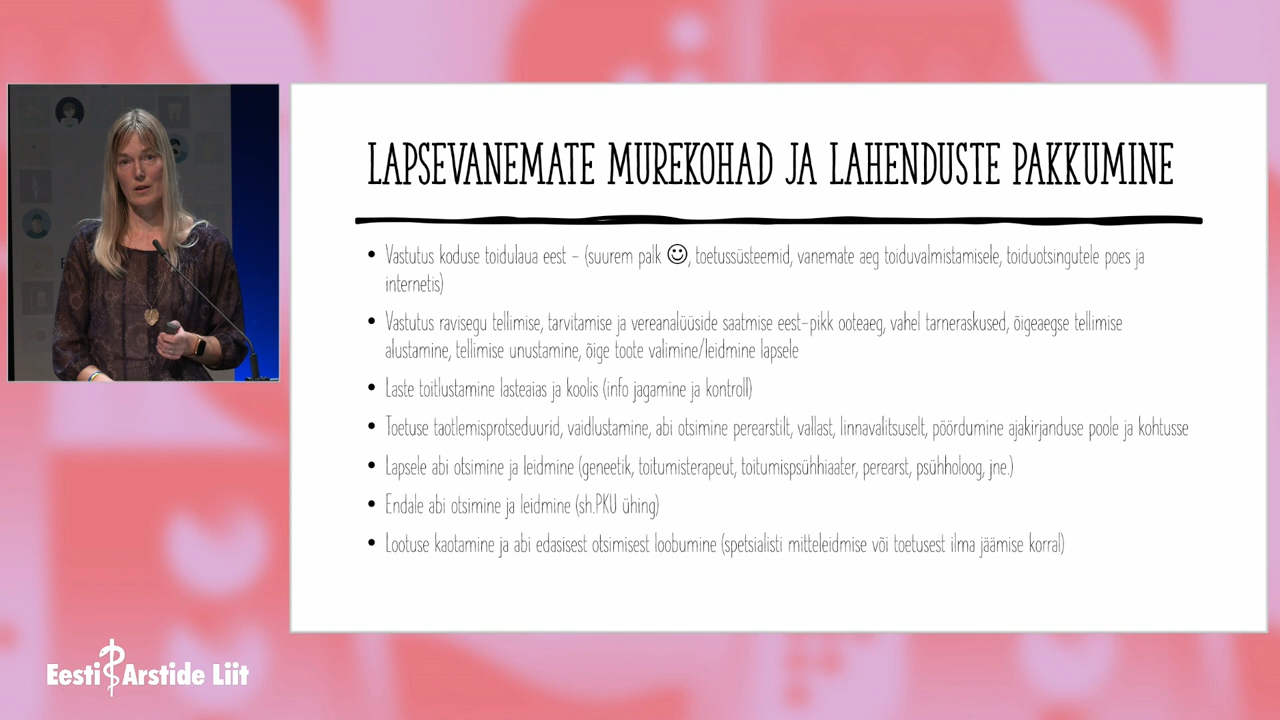 LAPSEVANEMATE MUREKOHAD JA LAHENDUSTE PAKKUMINE
• Vastutus koduse toidulaua eest – (suurem palk ☺, toetussüsteemid, vanemate aeg toiduvalmistamisele, toiduotsingutele poes ja
internetis)
• Vastutus ravisegu tellimise, tarvitamise ja vereanalüüside saatmise eest–pikk ooteaeg, vahel tarneraskused, õigeaegse tellimise
alustamine, tellimise unustamine, õige toote valimine/leidmine lapsele
• Laste toitlustamine lasteaias ja koolis (info jagamine ja kontroll)
• Toetuse taotlemisprotseduurid, vaidlustamine, abi otsimine perearstilt, vallast, linnavalitsuselt, pöördumine ajakirjanduse poole ja kohtusse
• Lapsele abi otsimine ja leidmine (geneetik, toitumisterapeut, toitumispsühhiaater, perearst, psühholoog, jne.)
• Endale abi otsimine ja leidmine (sh.PKU ühing)
• Lootuse kaotamine ja abi edasisest otsimisest loobumine (spetsialisti mitteleidmise või toetusest ilma jäämise korral)
Eesti Arstide Liit